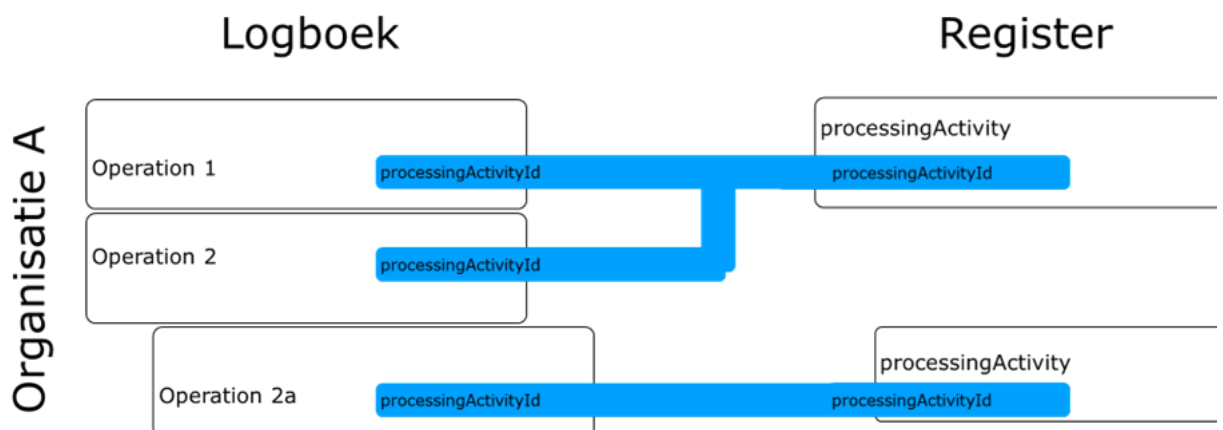 Logboek
Register
Organisatie A
processingActivity
Operation 1
processingActivityId
processingActivityId
Operation 2
processingActivityId
processingActivity
Operation 2a
processingActivityId
processingActivityId